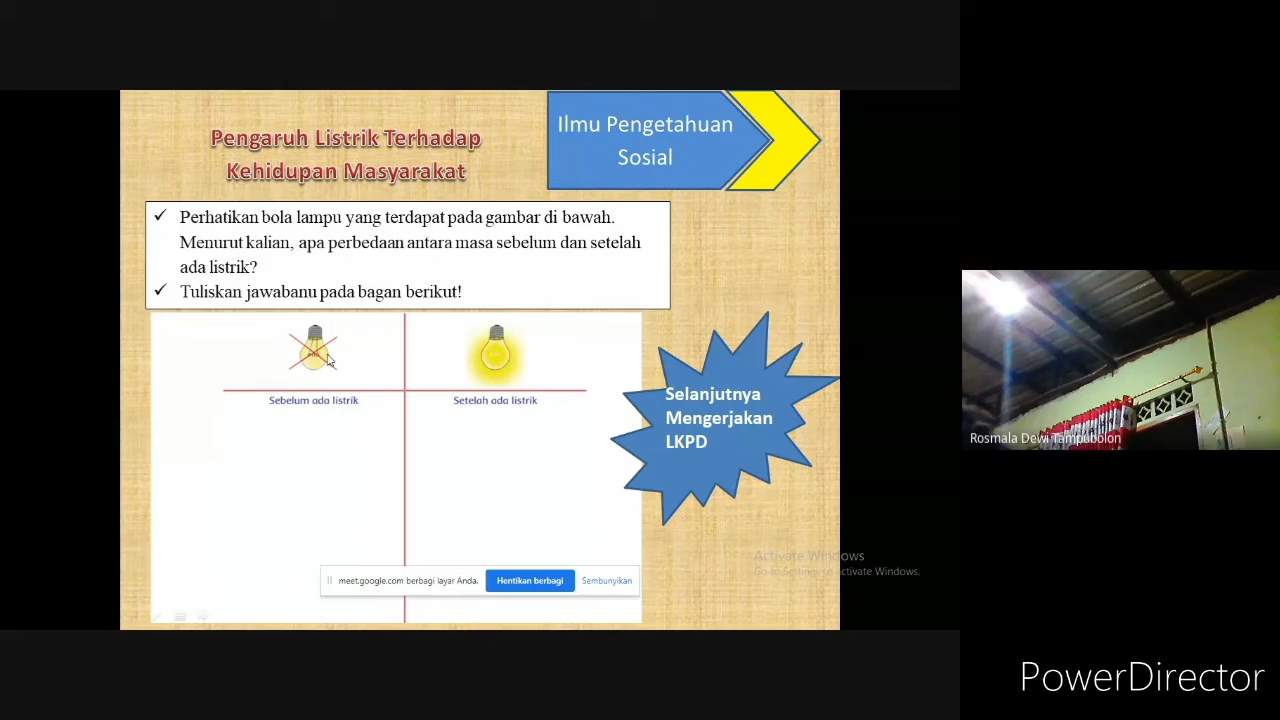 Pengaruh Listrik Terhadap
Kehidupan Masyarakat
Ilmu Pengetahuan
Sosial
✓ Perhatikan bola lampu yang terdapat pada gambar di bawah.
Menurut kalian, apa perbedaan antara masa sebelum dan setelah
ada listrik?
✓ Tuliskan jawabanu pada bagan berikut!
Sebelum ada listrik
Setelah ada listrik
Selanjutnya
Mengerjakan
LKPD
meet.google.com berbagi layar Anda.
Hentikan berbagi
Sembunyikan
Activate Windows
Go to Settings to activate Windows.
Rosmala Dewi Tampubolon
PowerDirector